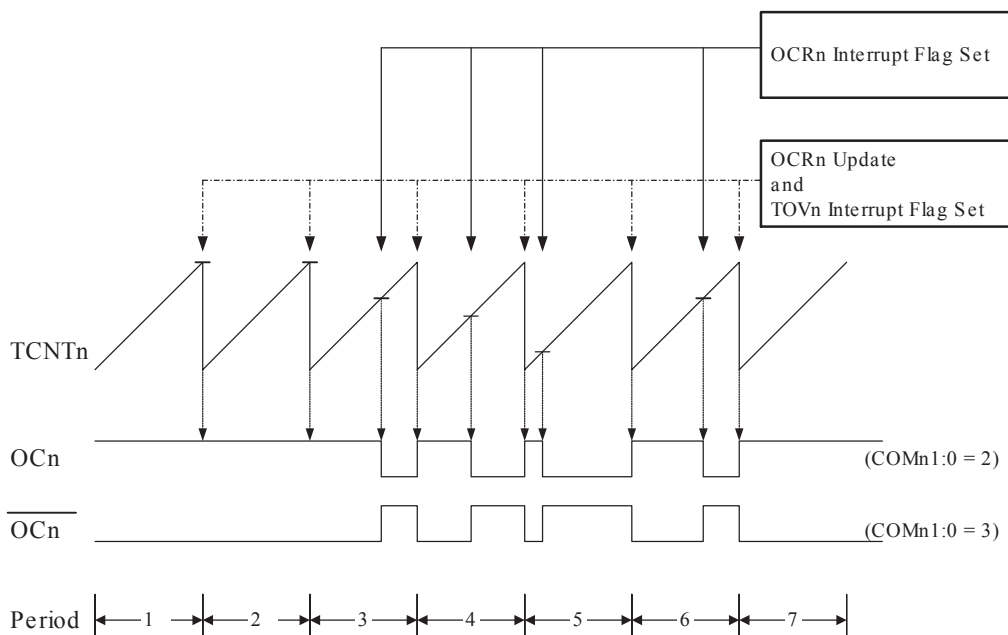 OCRn Interrupt Flag Set
OCRn Update
and
TOVn Interrupt Flag Set
TCNTn
OCn
(COMn1:0 = 2)
OCn
(COMn1:0 = 3)
Period
1
2
3
4
5
6
7